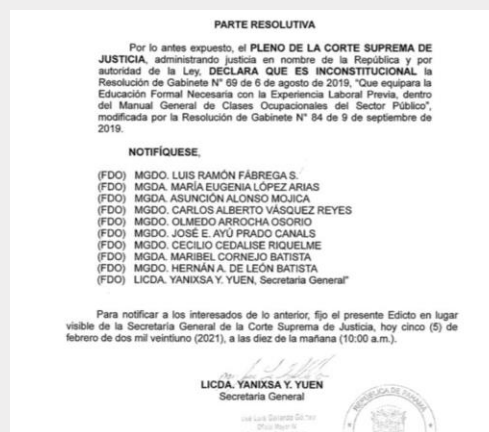 PARTE RESOLUTIVA
Por lo antes expuesto, el PLENO DE LA CORTE SUPREMA DE
JUSTICIA, administrando justicia en nombre de la República y por
autoridad de la Ley, DECLARA QUE ES INCONSTITUCIONAL la
Resolución de Gabinete N° 69 de 6 de agosto de 2019, "Que equipara la
Educación Formal Necesaria con la Experiencia Laboral Previa, dentro
del Manual General de Clases Ocupacionales del Sector Público",
modificada por la Resolución de Gabinete N° 84 de 9 de septiembre de
2019.
NOTIFÍQUESE,
(FDO) MGDO. LUIS RAMÓN FÁBREGA S.
(FDO) MGDA. MARÍA EUGENIA LÓPEZ ARIAS
(FDO) MGDA. ASUNCIÓN ALONSO MOJICA
(FDO) MGDO. CARLOS ALBERTO VÁSQUEZ REYES
(FDO) MGDO. OLMEDO ARROCHA OSORIO
(FDO) MGDO. JOSÉ E. AYÚ PRADO CANALS
(FDO) MGDO. CECILIO CEDALISE RIQUELME
(FDO) MGDA. MARIBEL CORNEJO BATISTA
(FDO) MGDO. HERNÁN A. DE LEÓN BATISTA
(FDO) LICDA. YANIXSA Y. YUEN, Secretaria General"
Para notificar a los interesados de lo anterior, fijo el presente Edicto en lugar
visible de la Secretaría General de la Corte Suprema de Justicia, hoy cinco (5) de
febrero de dos mil veintiuno (2021), a las diez de la mañana (10:00 a.m.).
LICDA. YANIXSA Y. YUEN
Secretaria General
REPÚBLICA DE PANAMÁ